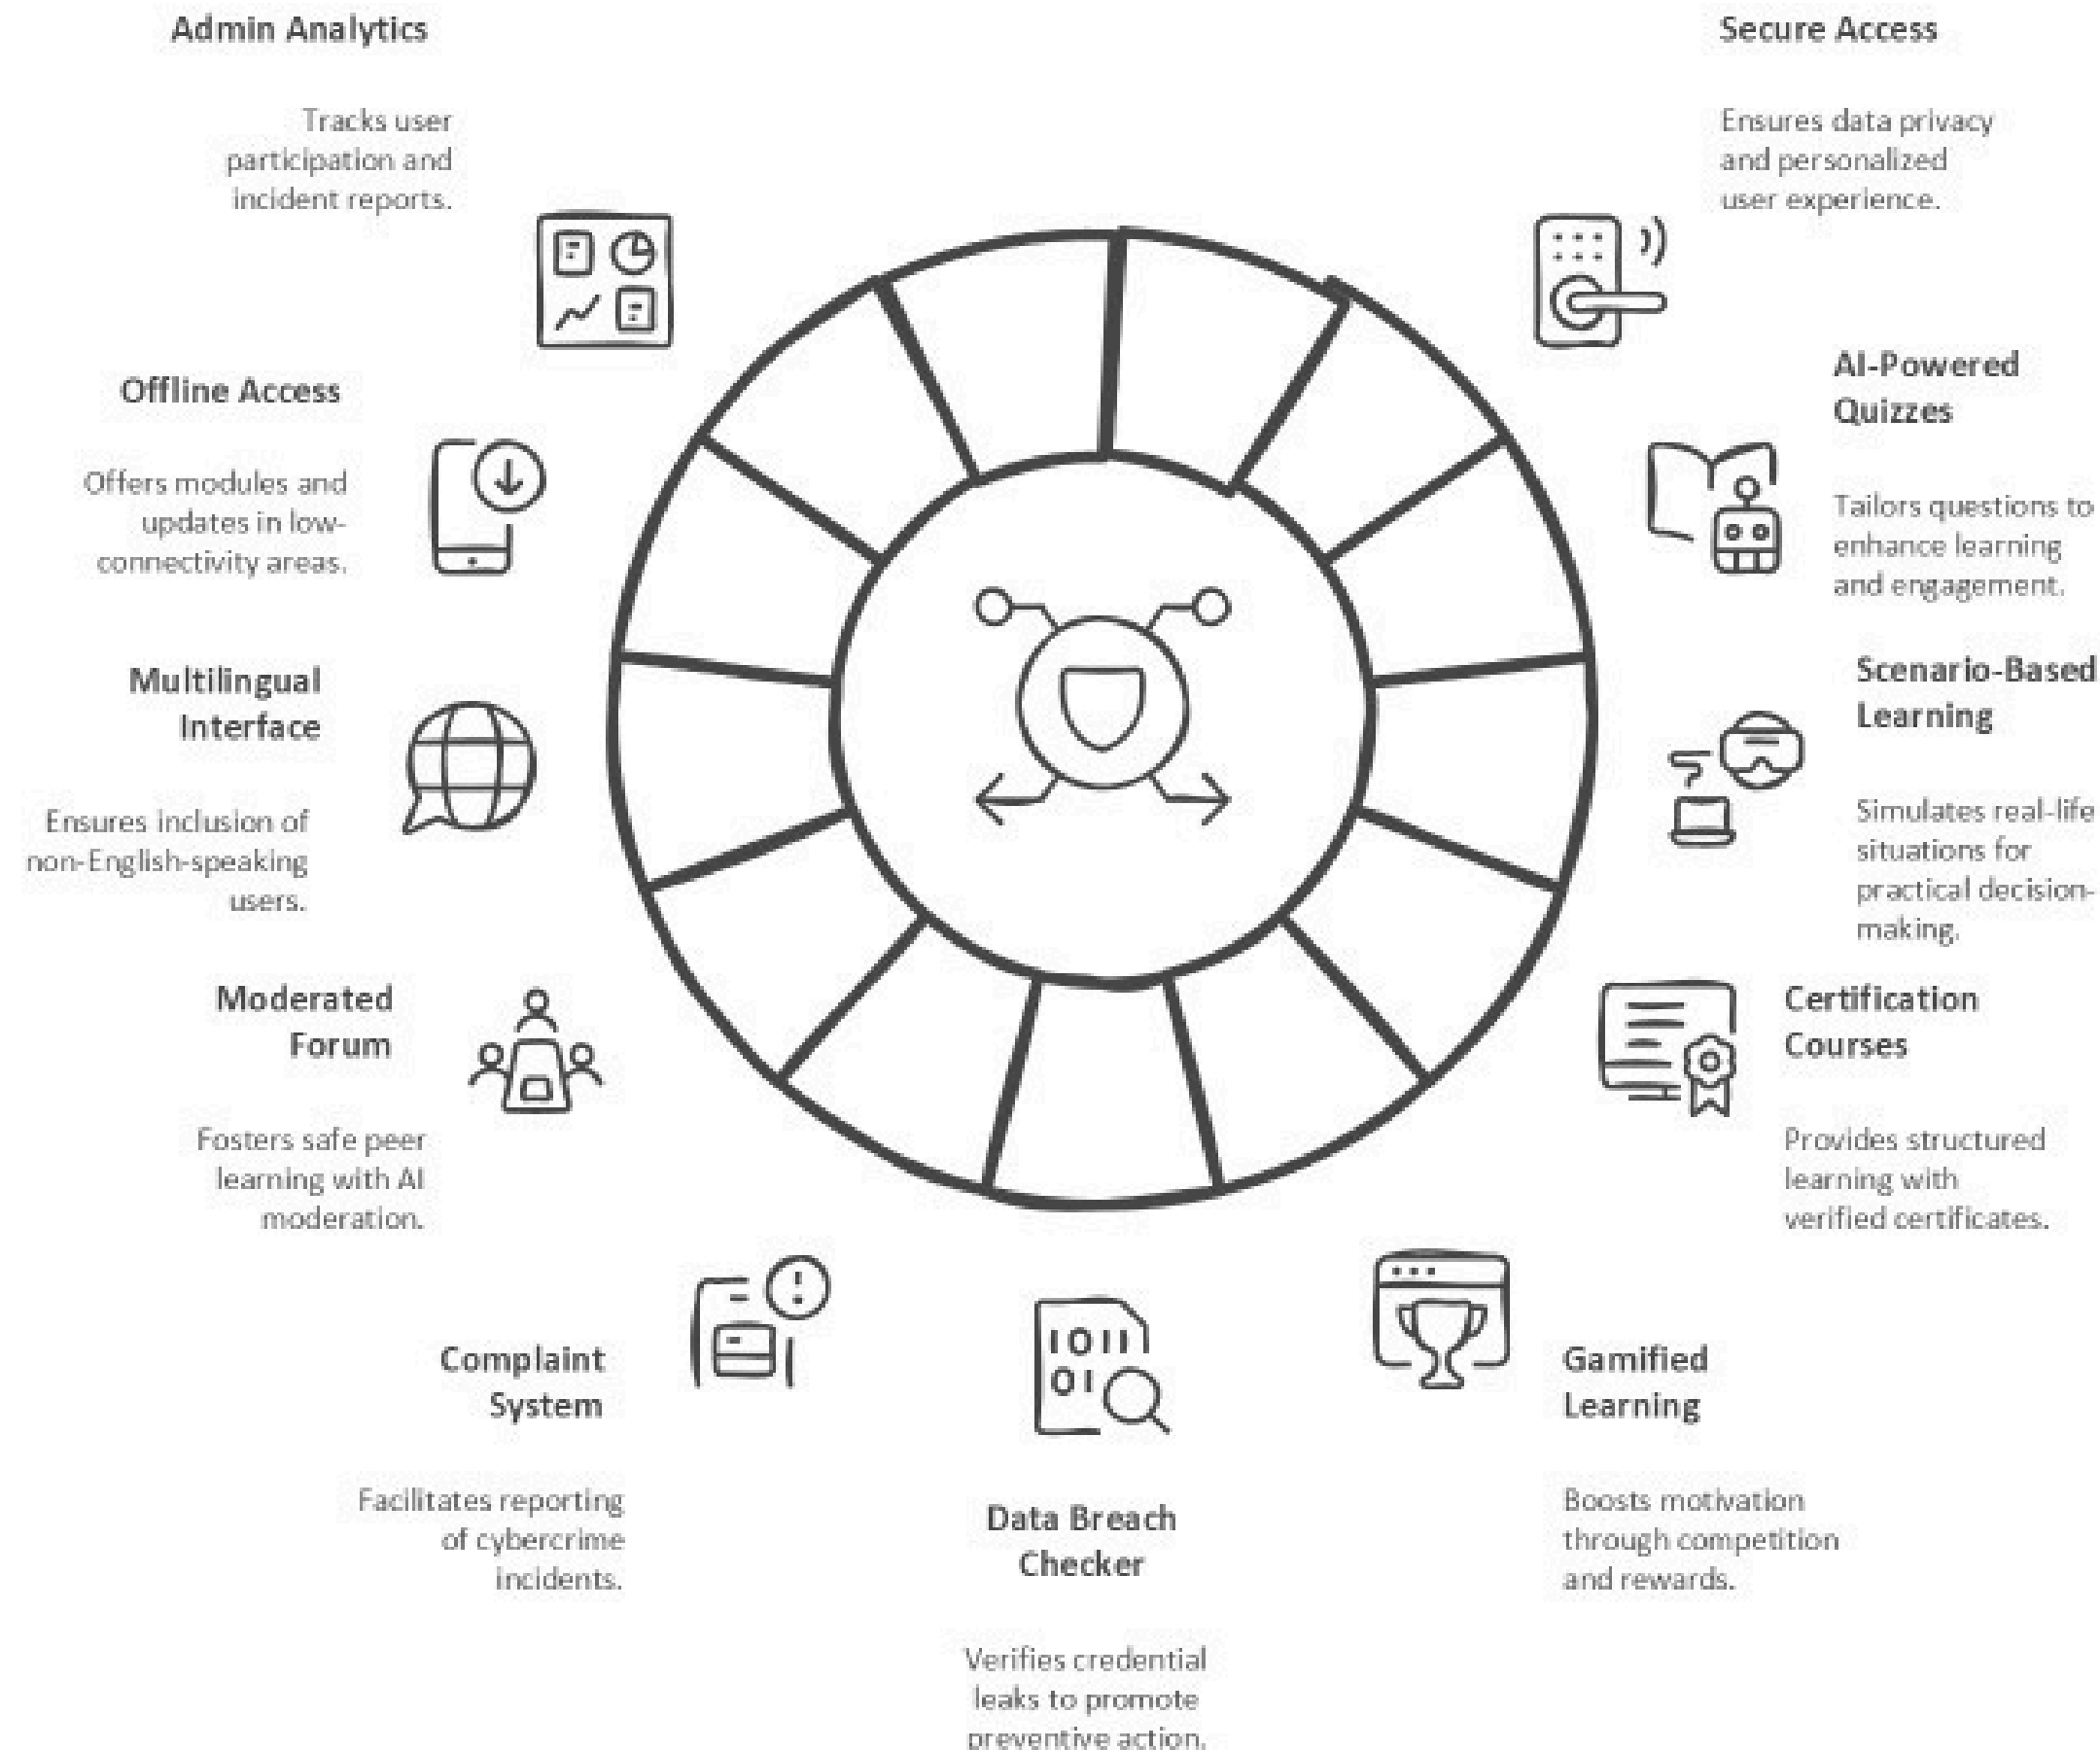 Admin Analytics
Tracks user
participation and
incident reports.
Secure Access
Ensures data privacy
and personalized
user experience.
AI-Powered
Quizzes
Tailors questions to
enhance learning
and engagement.
Scenario-Based
Learning
Simulates real-life
situations for
practical decision-
making.
Certification
Courses
Provides structured
learning with
verified certificates.
Gamified
Learning
Boosts motivation
through competition
and rewards.
1011
01
Data Breach
Checker
Verifies credential
leaks to promote
preventive action.
Complaint
System
Facilitates reporting
of cybercrime
incidents.
Moderated
Forum
Fosters safe peer
learning with AI
moderation.
Multilingual
Interface
Ensures inclusion of
non-English-speaking
users.
Offline Access
Offers modules and
updates in low-
connectivity areas.